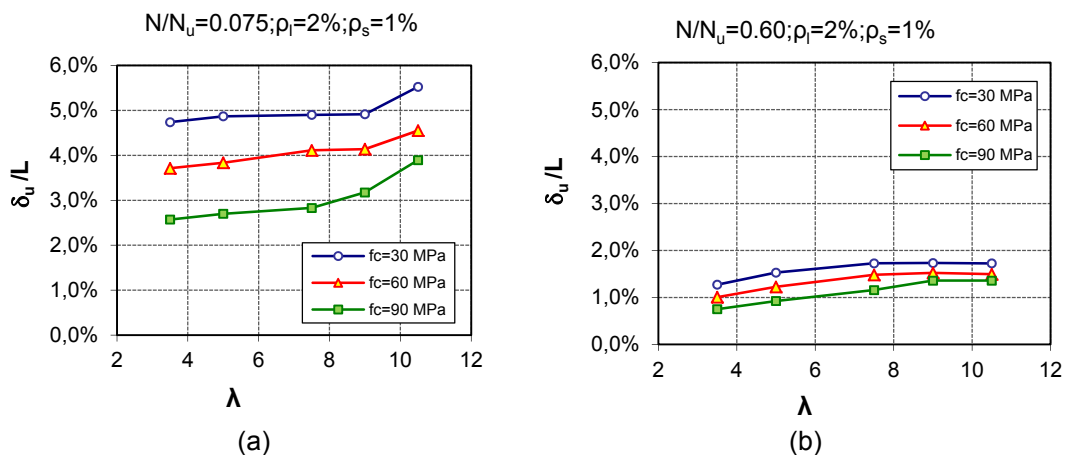 N/Nu=0.075;ρl=2%;ρs=1%
6,0%
5,0%
4,0%
3,0%
2,0%
1,0%
0,0%
δu/L
fc=30 MPa
fc=60 MPa
fc=90 MPa
2 4 6 8 10 12
λ
(a)
N/Nu=0.60;ρl=2%;ρs=1%
6,0%
5,0%
4,0%
3,0%
2,0%
1,0%
0,0%
δu/L
fc=30 MPa
fc=60 MPa
fc=90 MPa
2 4 6 8 10 12
λ
(b)